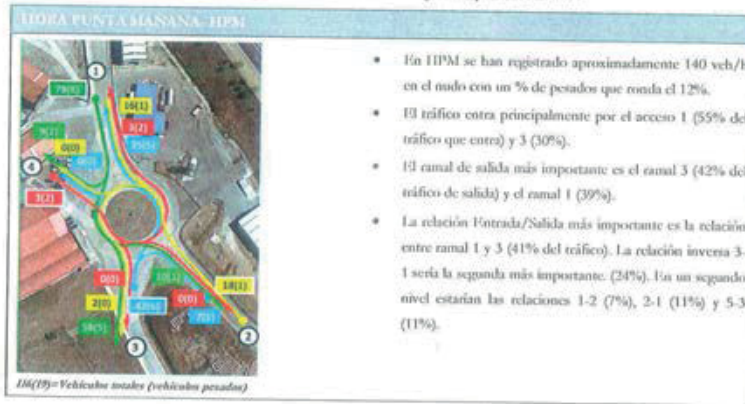 HORA PUNTA MAÑANA- HPM
1
16(1)
3(2)
0(0)
4
3(2)
10(1)
18(1)
0(0)
0(0)
2(0)
7(1)
2
3
• En HPM se han registrado aproximadamente 140 veh/h
en el nudo con un % de pesados que ronda el 12%.
• El tráfico entra principalmente por el acceso 1 (55% del
tráfico que entra) y 3 (30%).
• El ramal de salida más importante es el ramal 3 (42% del
tráfico de salida) y el ramal 1 (39%).
• La relación Entrada/Salida más importante es la relación
entre ramal 1 y 3 (41% del tráfico). La relación inversa 3-
1 sería la segunda más importante. (24%). En un segundo
nivel estarían las relaciones 1-2 (7%), 2-1 (11%) y 5-3
(11%).
116(19)=Vehículos totales (vehículos pesados)